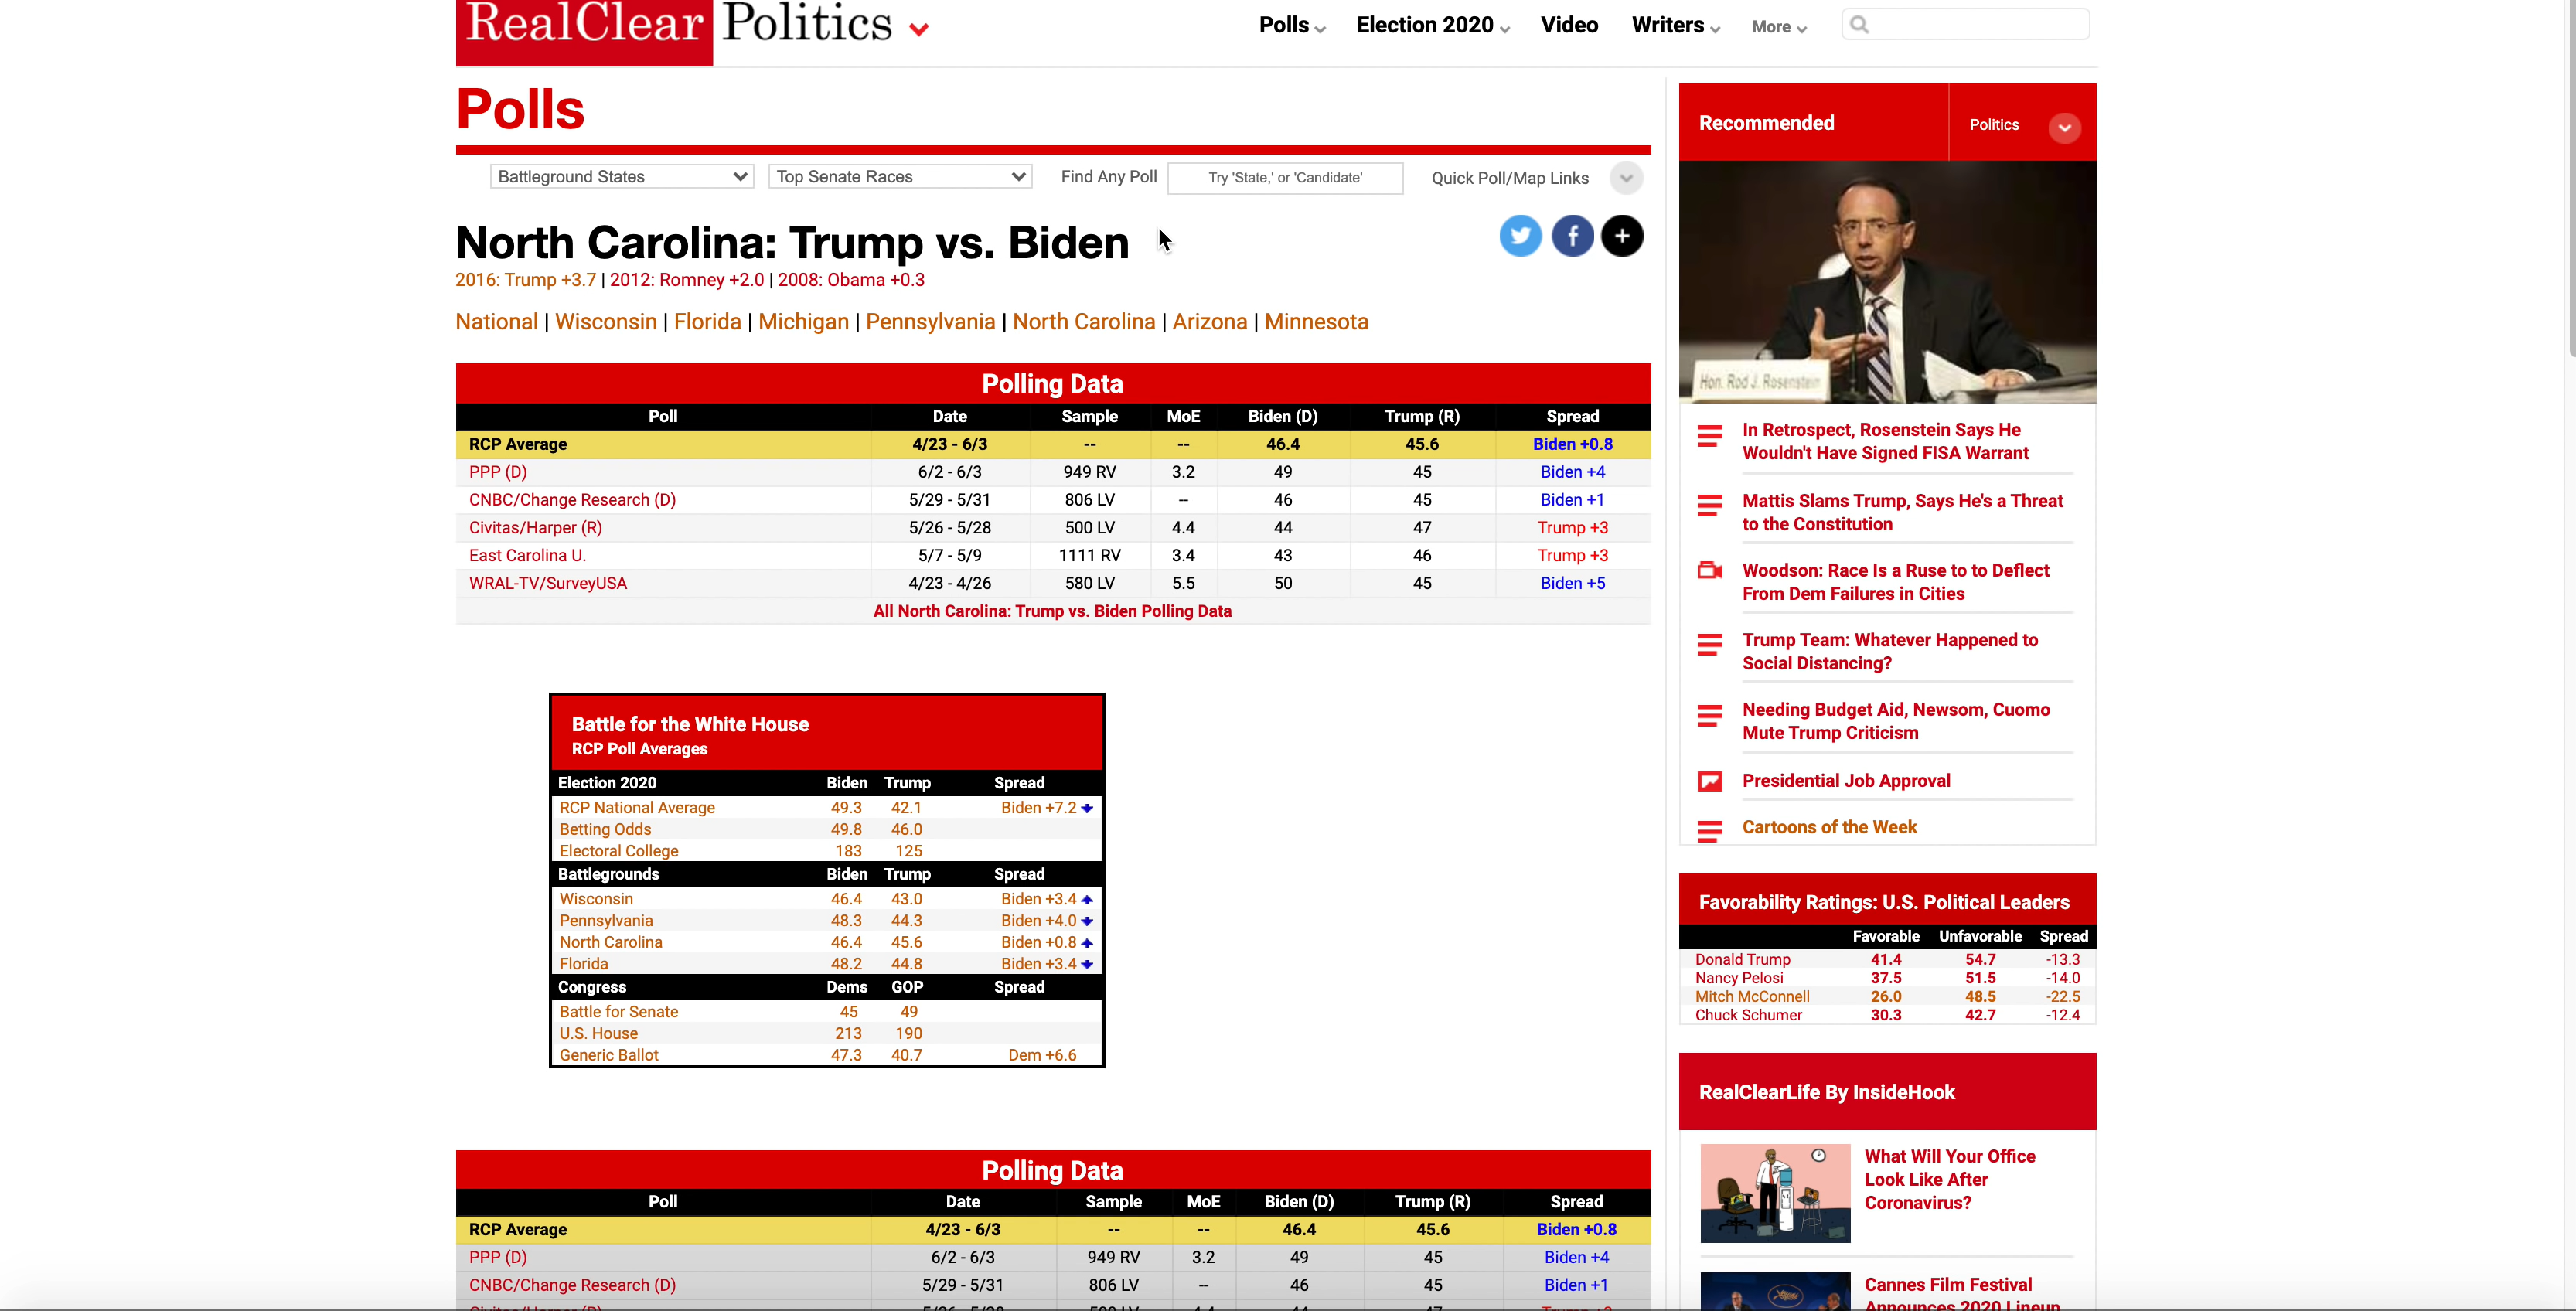 RealClear Politics
Polls Election 2020 Video Writers More
Polls
Battleground States Top Senate Races Find Any Poll Try 'State,' or 'Candidate' Quick Poll/Map Links
North Carolina: Trump vs. Biden
2016: Trump +3.7 | 2012: Romney +2.0 | 2008: Obama +0.3
National | Wisconsin | Florida | Michigan | Pennsylvania | North Carolina | Arizona | Minnesota
Polling Data
Poll Date Sample MoE Biden (D) Trump (R) Spread
RCP Average 4/23 - 6/3 -- -- 46.4 45.6 Biden +0.8
PPP (D) 6/2 - 6/3 949 RV 3.2 49 45 Biden +4
CNBC/Change Research (D) 5/29 - 5/31 806 LV -- 46 45 Biden +1
Civitas/Harper (R) 5/26 - 5/28 500 LV 4.4 44 47 Trump +3
East Carolina U. 5/7 - 5/9 1111 RV 3.4 43 46 Trump +3
WRAL-TV/SurveyUSA 4/23 - 4/26 580 LV 5.5 50 45 Biden +5
All North Carolina: Trump vs. Biden Polling Data
Battle for the White House
RCP Poll Averages
Election 2020 Biden Trump Spread
RCP National Average 49.3 42.1 Biden +7.2
Betting Odds 49.8 46.0
Electoral College 183 125
Battlegrounds Biden Trump Spread
Wisconsin 46.4 43.0 Biden +3.4
Pennsylvania 48.3 44.3 Biden +4.0
North Carolina 46.4 45.6 Biden +0.8
Florida 48.2 44.8 Biden +3.4
Congress Dems GOP Spread
Battle for Senate 45 49
U.S. House 213 190
Generic Ballot 47.3 40.7 Dem +6.6
Polling Data
Poll Date Sample MoE Biden (D) Trump (R) Spread
RCP Average 4/23 - 6/3 -- -- 46.4 45.6 Biden +0.8
PPP (D) 6/2 - 6/3 949 RV 3.2 49 45 Biden +4
CNBC/Change Research (D) 5/29 - 5/31 806 LV -- 46 45 Biden +1
Recommended Politics
Hon. Rod J. Rosenstein
In Retrospect, Rosenstein Says He
Wouldn't Have Signed FISA Warrant
Mattis Slams Trump, Says He's a Threat
to the Constitution
Woodson: Race Is a Ruse to to Deflect
From Dem Failures in Cities
Trump Team: Whatever Happened to
Social Distancing?
Needing Budget Aid, Newsom, Cuomo
Mute Trump Criticism
Presidential Job Approval
Cartoons of the Week
Favorability Ratings: U.S. Political Leaders
Favorable Unfavorable Spread
Donald Trump 41.4 54.7 -13.3
Nancy Pelosi 37.5 51.5 -14.0
Mitch McConnell 26.0 48.5 -22.5
Chuck Schumer 30.3 42.7 -12.4
RealClearLife By InsideHook
What Will Your Office
Look Like After
Coronavirus?
Cannes Film Festival
Announces 2020 Lineup